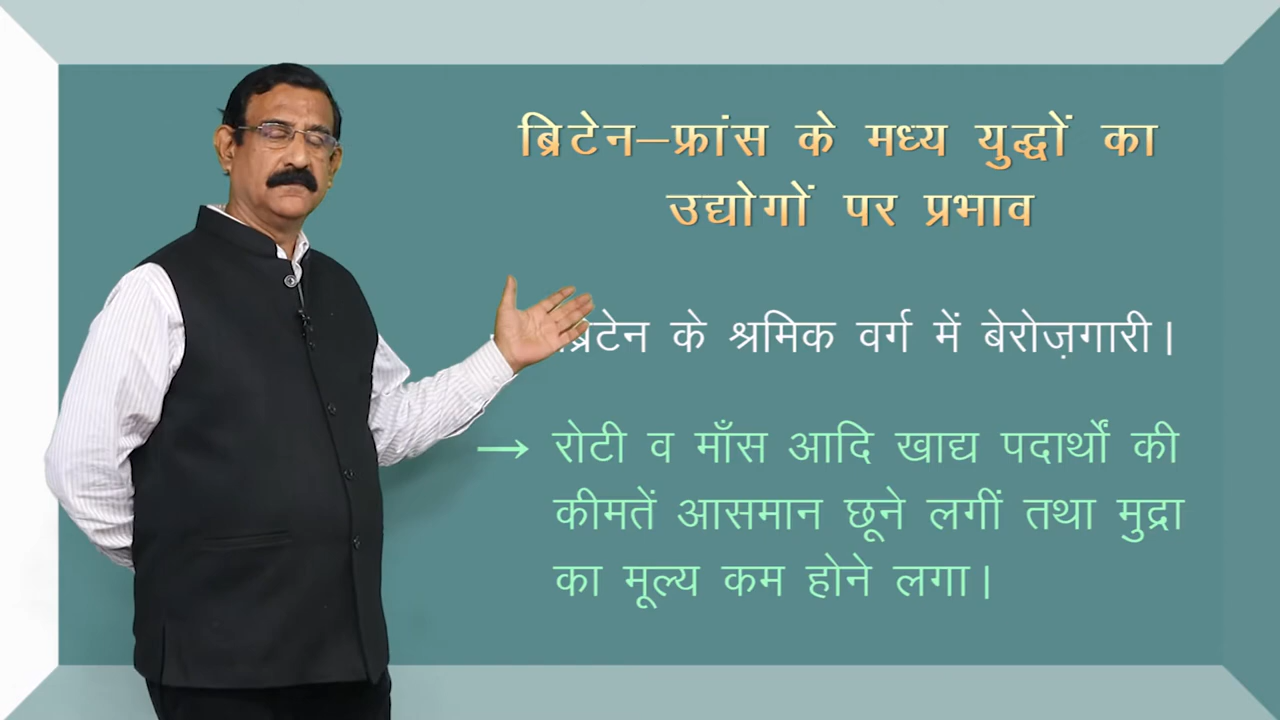 ब्रिटेन–फ्रांस के मध्य युद्धों का
उद्योगों पर प्रभाव
ब्रिटेन के श्रमिक वर्ग में बेरोज़गारी।
→ रोटी व माँस आदि खाद्य पदार्थों की
कीमतें आसमान छूने लगीं तथा मुद्रा
का मूल्य कम होने लगा।